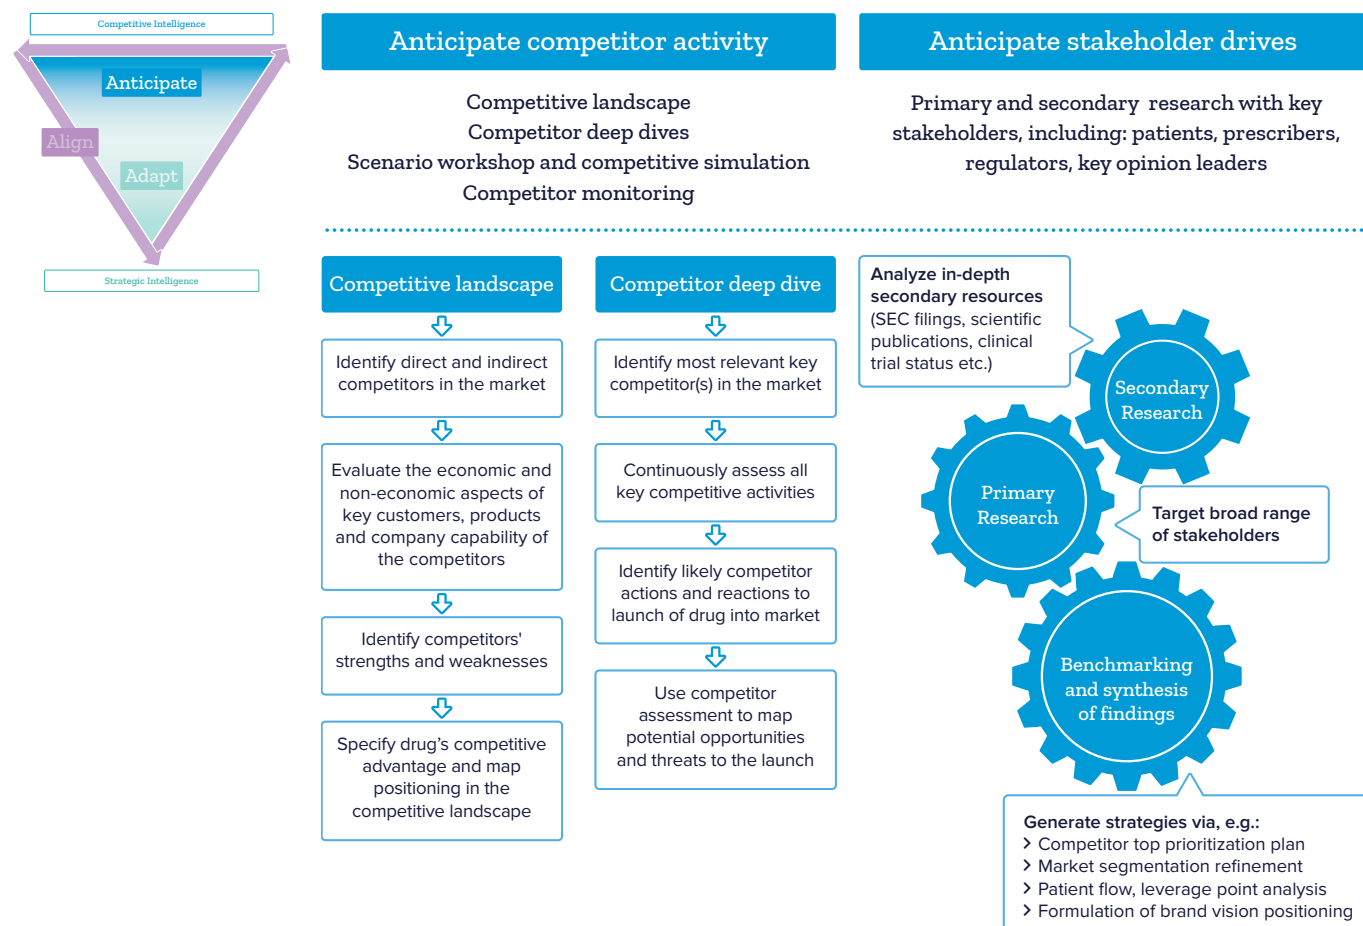 Competitive Intelligence
Anticipate
Align
Adapt
Strategic Intelligence
Anticipate competitor activity
Competitive landscape
Competitor deep dives
Scenario workshop and competitive simulation
Competitor monitoring
Anticipate stakeholder drives
Primary and secondary research with key
stakeholders, including: patients, prescribers,
regulators, key opinion leaders
Competitive landscape
Identify direct and indirect
competitors in the market
Evaluate the economic and
non-economic aspects of
key customers, products
and company capability of
the competitors
Identify competitors'
strengths and weaknesses
Specify drug’s competitive
advantage and map
positioning in the
competitive landscape
Competitor deep dive
Identify most relevant key
competitor(s) in the market
Continuously assess all
key competitive activities
Identify likely competitor
actions and reactions to
launch of drug into market
Use competitor
assessment to map
potential opportunities
and threats to the launch
Analyze in-depth
secondary resources
(SEC filings, scientific
publications, clinical
trial status etc.)
Secondary
Research
Primary
Research
Target broad range
of stakeholders
Benchmarking
and synthesis
of findings
Generate strategies via, e.g.:
> Competitor top prioritization plan
> Market segmentation refinement
> Patient flow, leverage point analysis
> Formulation of brand vision positioning